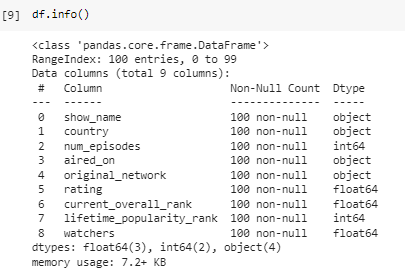 [9] df.info()
<class 'pandas.core.frame.DataFrame'>
RangeIndex: 100 entries, 0 to 99
Data columns (total 9 columns):
 #   Column                   Non-Null Count  Dtype
---  ------                   --------------  -----
 0   show_name                100 non-null    object
 1   country                  100 non-null    object
 2   num_episodes             100 non-null    int64
 3   aired_on                 100 non-null    object
 4   original_network         100 non-null    object
 5   rating                   100 non-null    float64
 6   current_overall_rank     100 non-null    float64
 7   lifetime_popularity_rank 100 non-null    int64
 8   watchers                 100 non-null    float64
dtypes: float64(3), int64(2), object(4)
memory usage: 7.2+ KB